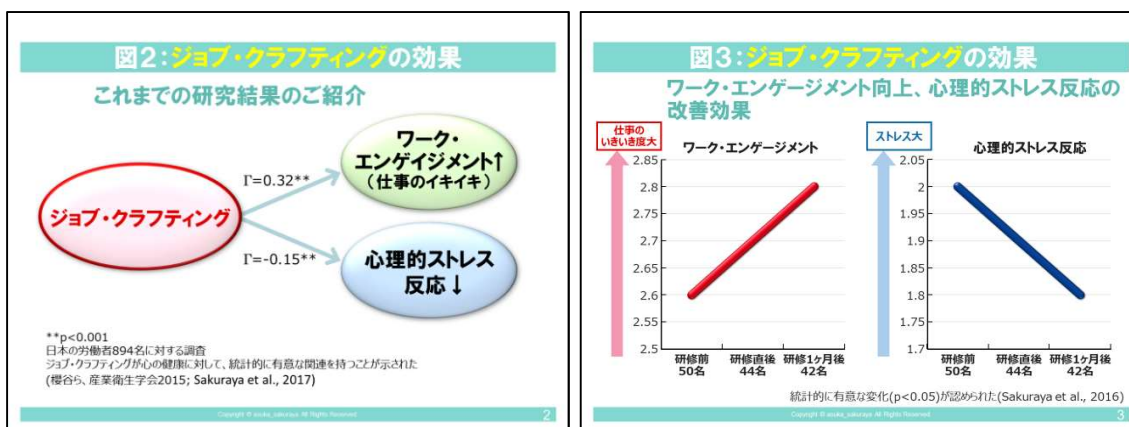 図2：ジョブ・クラフティングの効果
これまでの研究結果のご紹介
ワーク・
エンゲイジメント↑
（仕事のイキイキ）
Γ=0.32**
ジョブ・クラフティング
Γ=-0.15**
心理的ストレス
反応↓
**p<0.001
日本の労働者894名に対する調査
ジョブ・クラフティングが心の健康に対して、統計的に有意な関連を持つことが示された
(櫻谷ら、産業衛生学会2015; Sakuraya et al., 2017)
Copyright © asuka_sakuraya All Rights Reserved
2
図3：ジョブ・クラフティングの効果
ワーク・エンゲージメント向上、心理的ストレス反応の
改善効果
仕事の
いきいき度大
ワーク・エンゲージメント
2.85
2.8
2.75
2.7
2.65
2.6
2.55
2.5
研修前 研修直後 研修1ヶ月後
50名 44名 42名
ストレス大
心理的ストレス反応
2.05
2
1.95
1.9
1.85
1.8
1.75
1.7
研修前 研修直後 研修1ヶ月後
50名 44名 42名
統計的に有意な変化(p<0.05)が認められた(Sakuraya et al., 2016)
Copyright © asuka_sakuraya All Rights Reserved
3